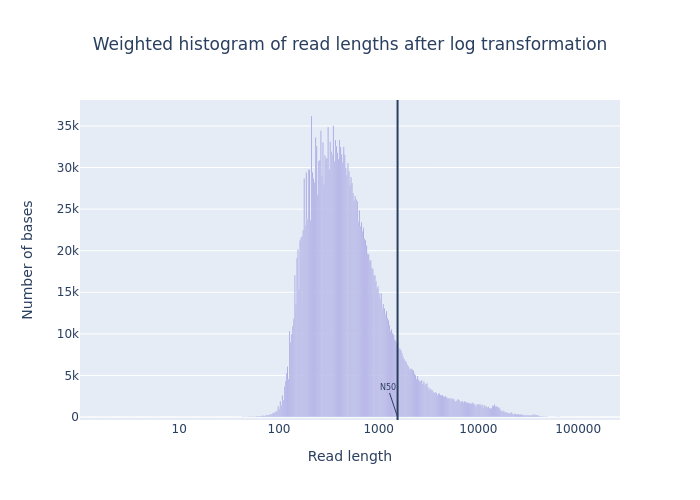 Weighted histogram of read lengths after log transformation
Number of bases
35k
30k
25k
20k
15k
10k
5k
0
N50
10
100
1000
10000
100000
Read length